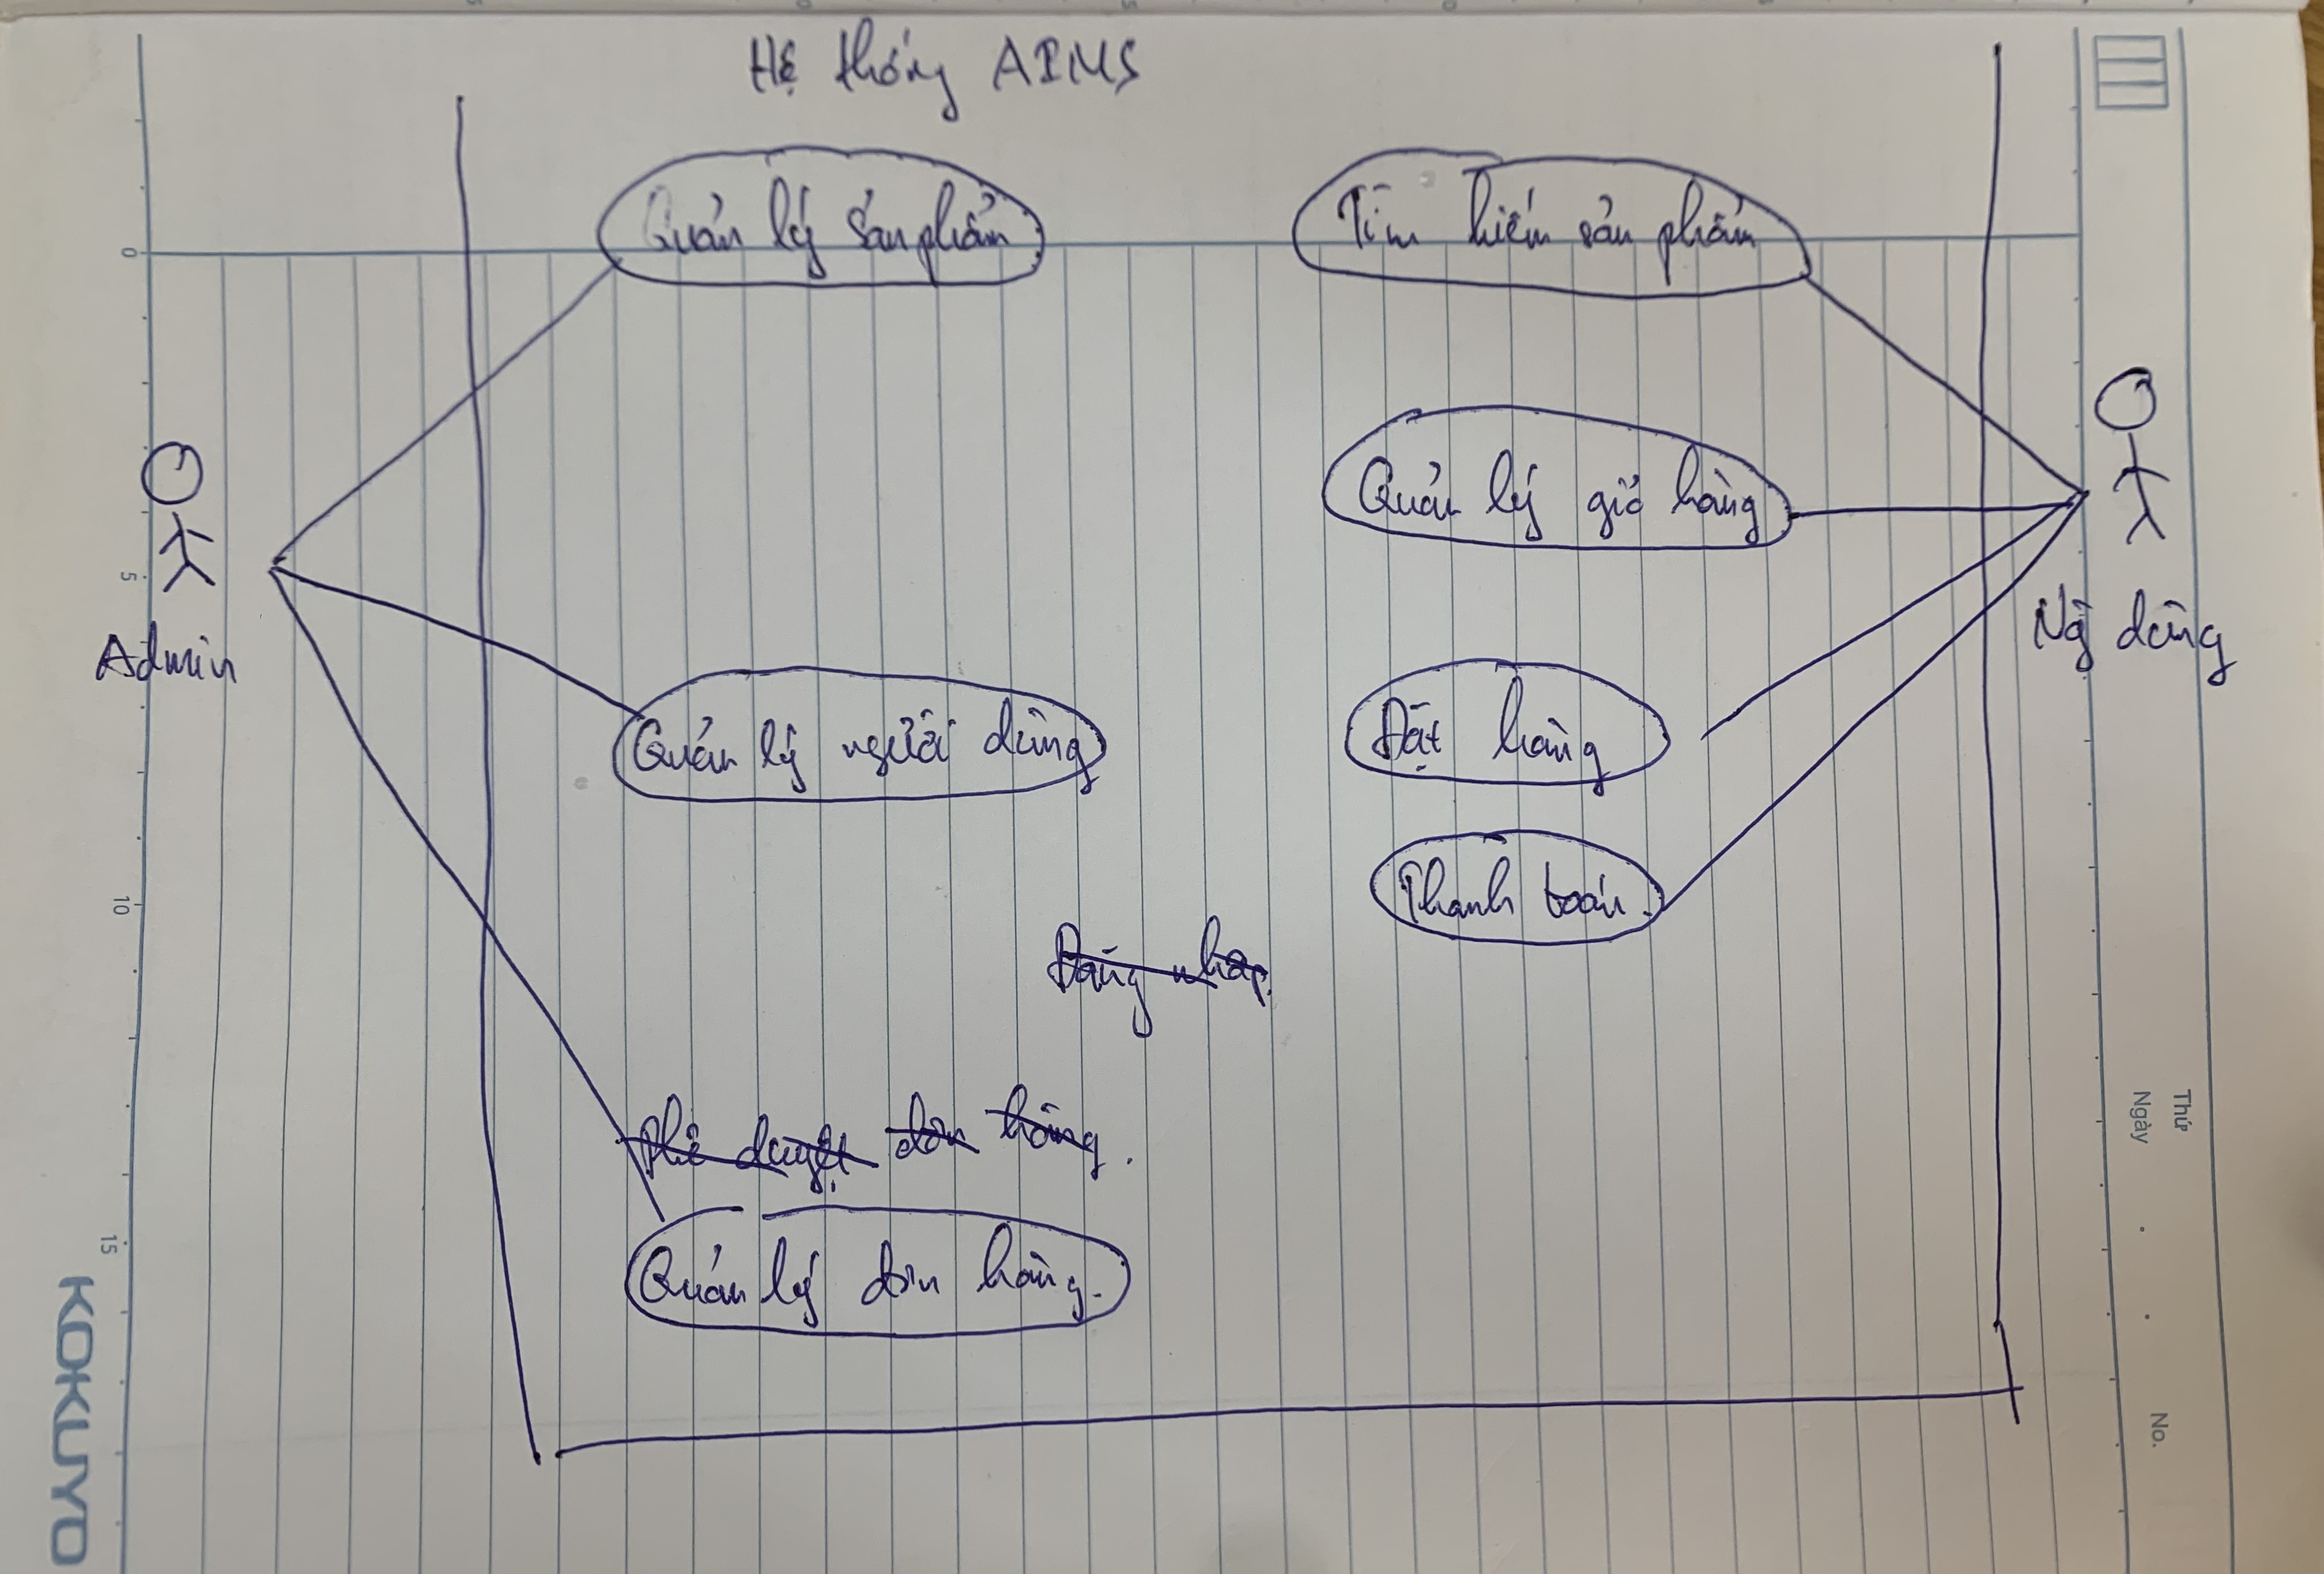 Hệ thống AIMS
Quản lý sản phẩm
Tìm hiểu sản phẩm
Quản lý giỏ hàng
Admin
Ng dùng
Quản lý người dùng
Đặt hàng
Thanh toán.
Đăng nhập.
Phê duyệt đơn hàng.
Quản lý đơn hàng.
0
5
10
15
KOKUYO
Thứ
Ngày
No.